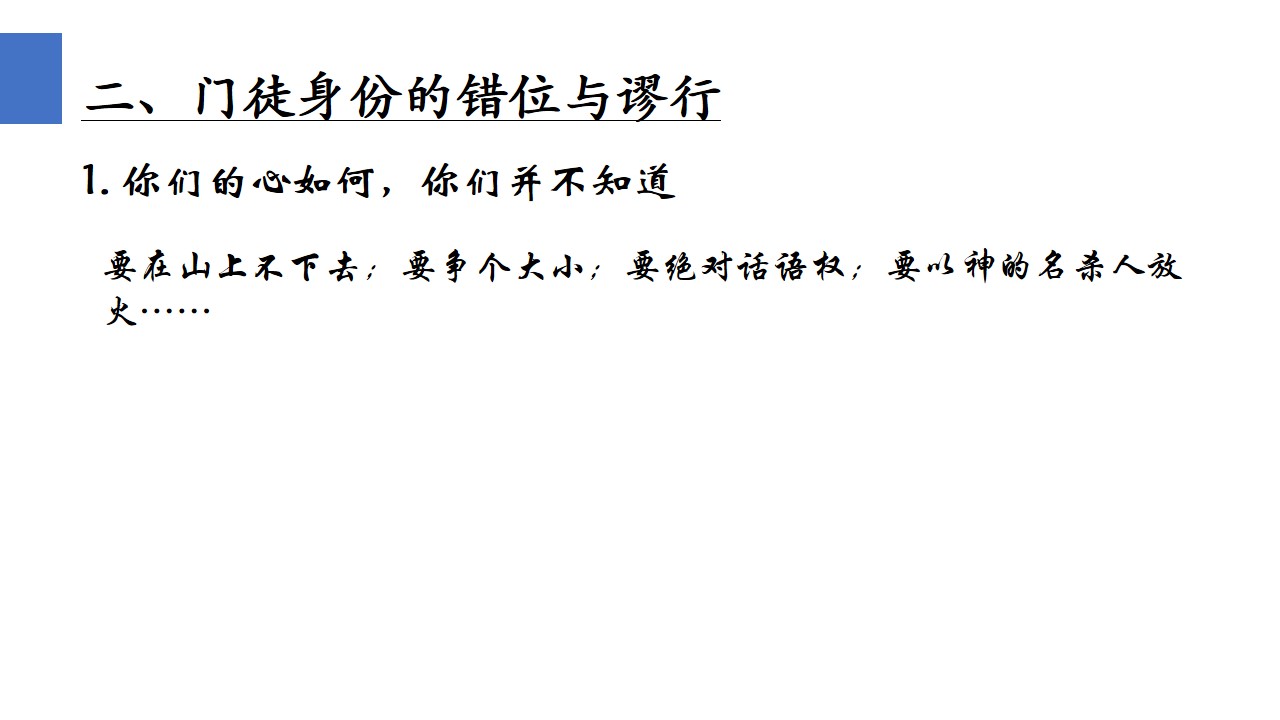 二、门徒身份的错位与谬行
1. 你们的心如何，你们并不知道
要在山上不下去；要争个大小；要绝对话语权；要以神的名杀人放
火……